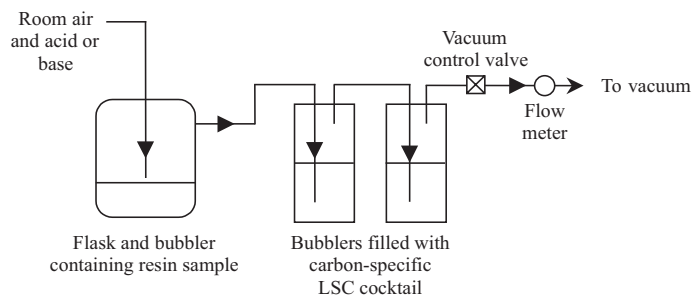 Room air
and acid or
base
Vacuum
control valve
To vacuum
Flow
meter
Flask and bubbler
containing resin sample
Bubblers filled with
carbon-specific
LSC cocktail